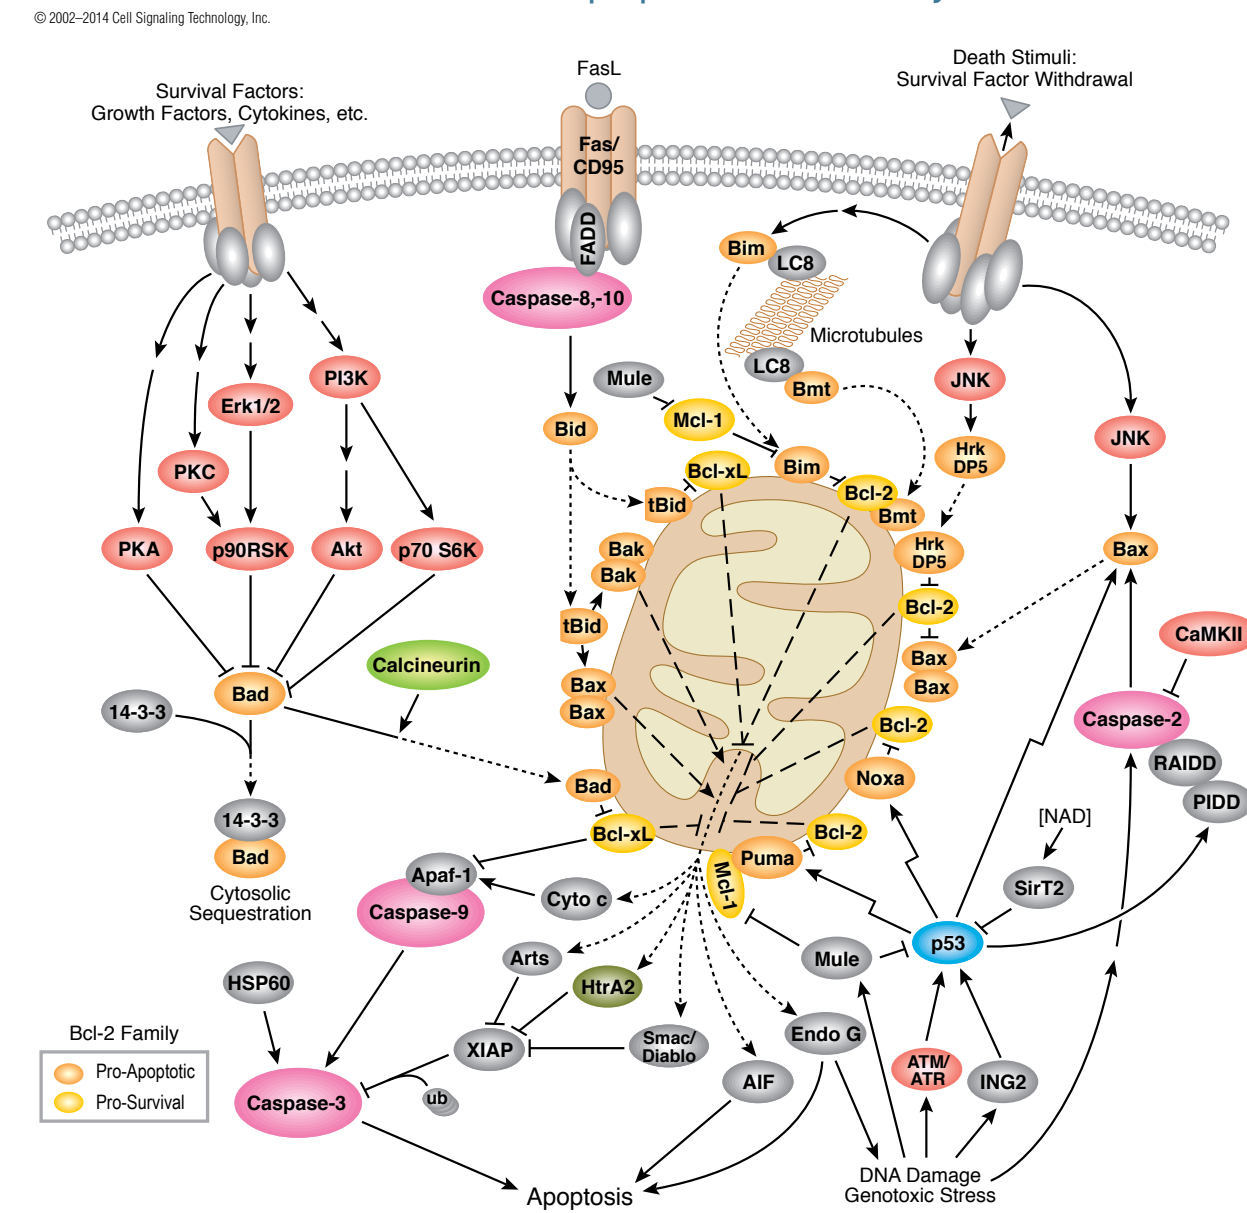 © 2002–2014 Cell Signaling Technology, Inc.
Survival Factors:
Growth Factors, Cytokines, etc.
FasL
Death Stimuli:
Survival Factor Withdrawal
Fas/
CD95
FADD
Caspase-8,-10
Bim
LC8
Microtubules
LC8
Bmt
Mule
Mcl-1
Bid
JNK
JNK
Hrk
DP5
PI3K
Erk1/2
PKC
PKA
p90RSK
Akt
p70 S6K
Bcl-xL
Bim
tBid
Bcl-2
Bmt
Bak
Bak
Hrk
DP5
Bax
Bcl-2
tBid
CaMKII
Calcineurin
Bax
Bax
Bax
Bax
Bad
14-3-3
Caspase-2
Bcl-2
RAIDD
PIDD
Noxa
Bad
14-3-3
Bad
Cytosolic
Sequestration
Bcl-xL
Bcl-2
Puma
Mcl-1
[NAD]
SirT2
Apaf-1
Caspase-9
Cyto c
p53
Arts
Mule
HSP60
HtrA2
Bcl-2 Family
Pro-Apoptotic
Pro-Survival
XIAP
Smac/
Diablo
Endo G
AIF
ATM/
ATR
ING2
Caspase-3
ub
Apoptosis
DNA Damage
Genotoxic Stress